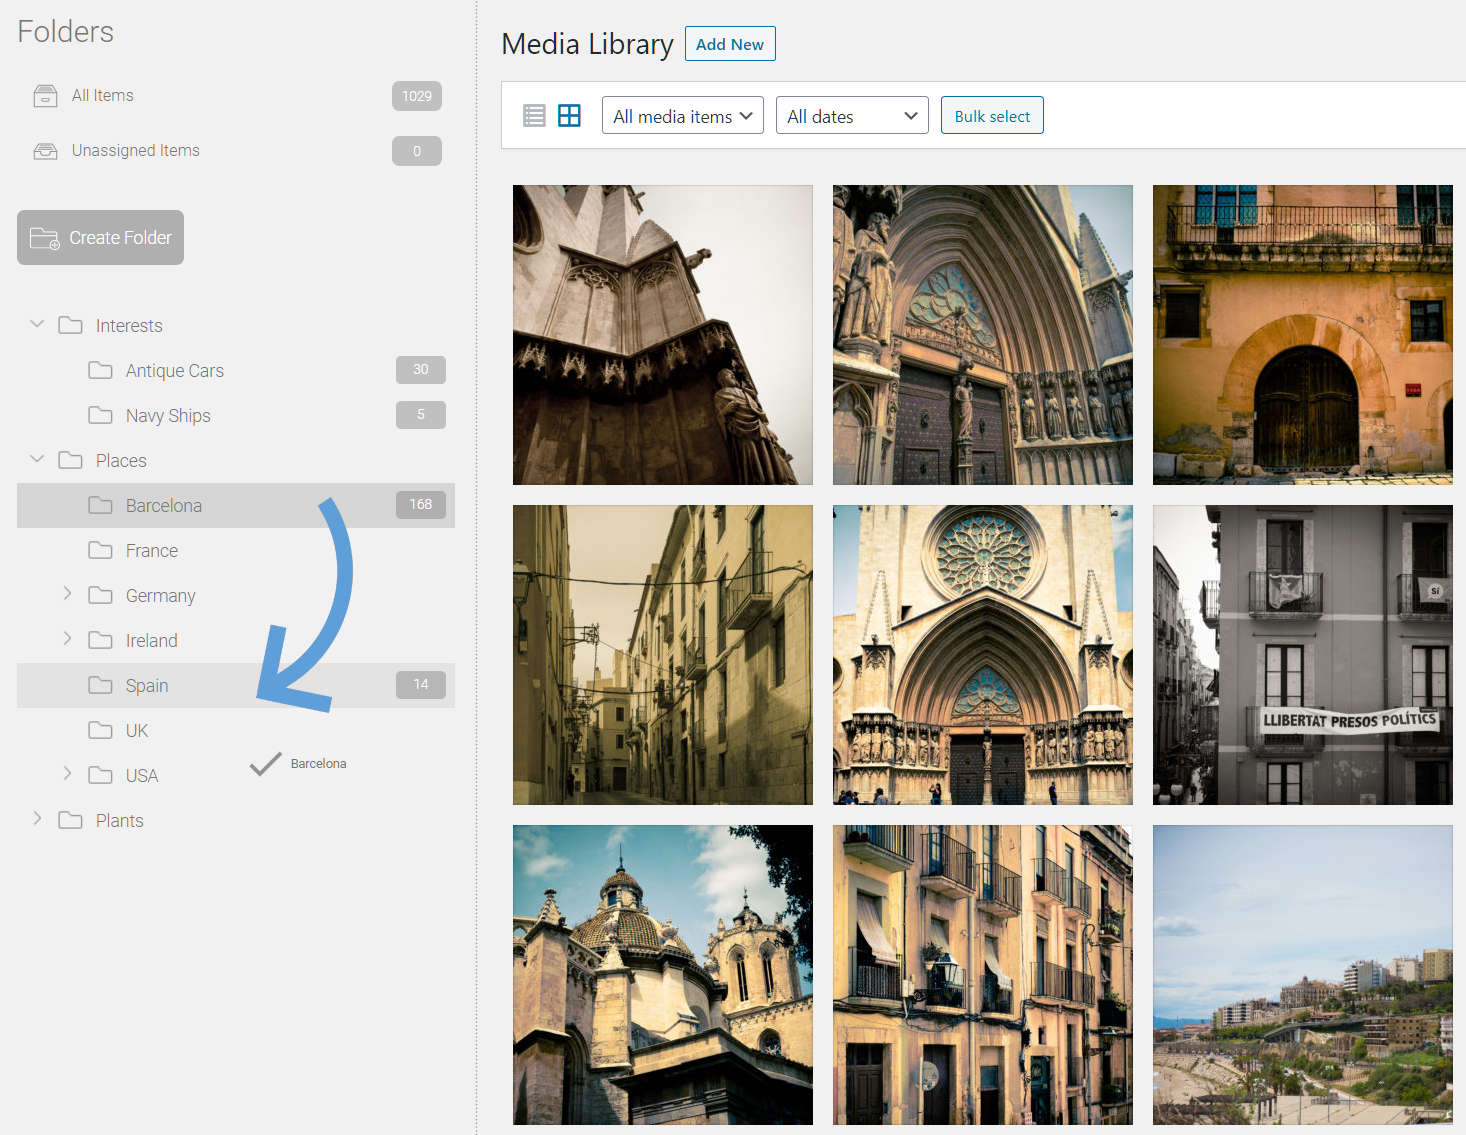 Folders
All Items 1029
Unassigned Items 0
Create Folder
Interests
Antique Cars 30
Navy Ships 5
Places
Barcelona 168
France
Germany
Ireland
Spain 14
UK
Barcelona
USA
Plants
Media Library Add New
All media items All dates Bulk select
Sí
LLIBERTAT PRESOS POLÍTICS